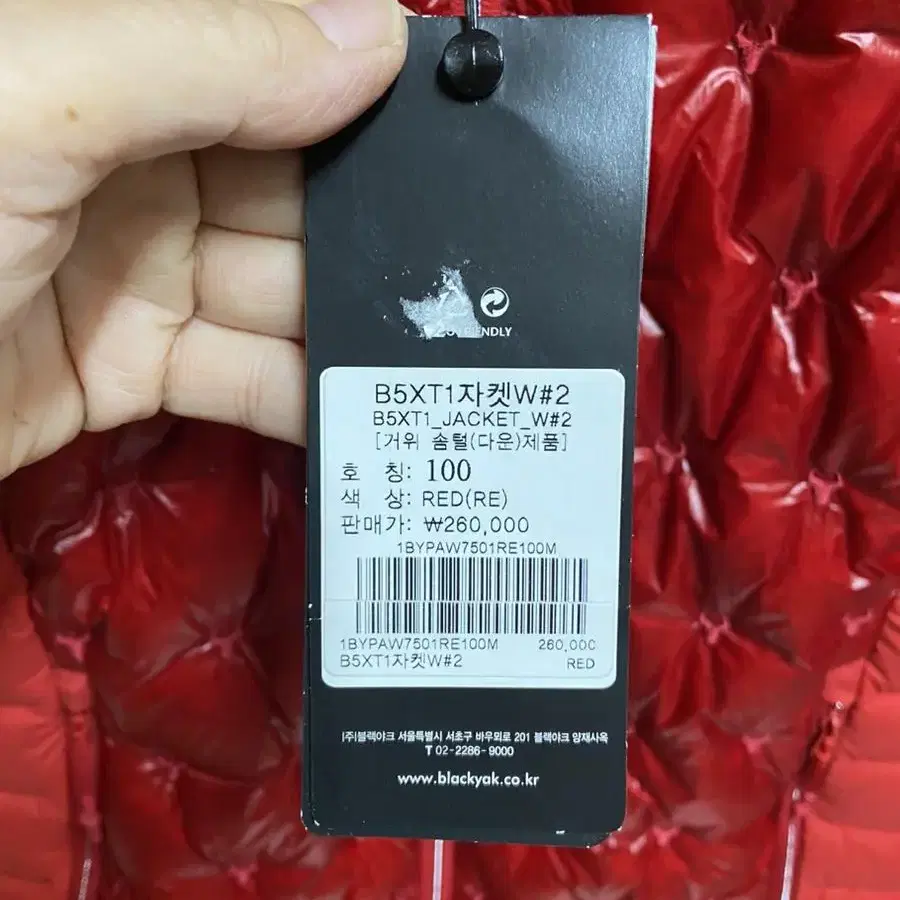 FRIENDLY
B5XT1자켓W#2
B5XT1_JACKET_W#2
[거위 솜털(다운)제품]
호 칭: 100
색 상: RED(RE)
판매가: ₩260,000
1BYPAW7501RE100M
1BYPAW7501RE100M 260,000
B5XT1자켓W#2 RED
(주)블랙야크 서울특별시 서초구 바우뫼로 201 블랙야크 양재사옥
T 02-2286-9000
www.blackyak.co.kr